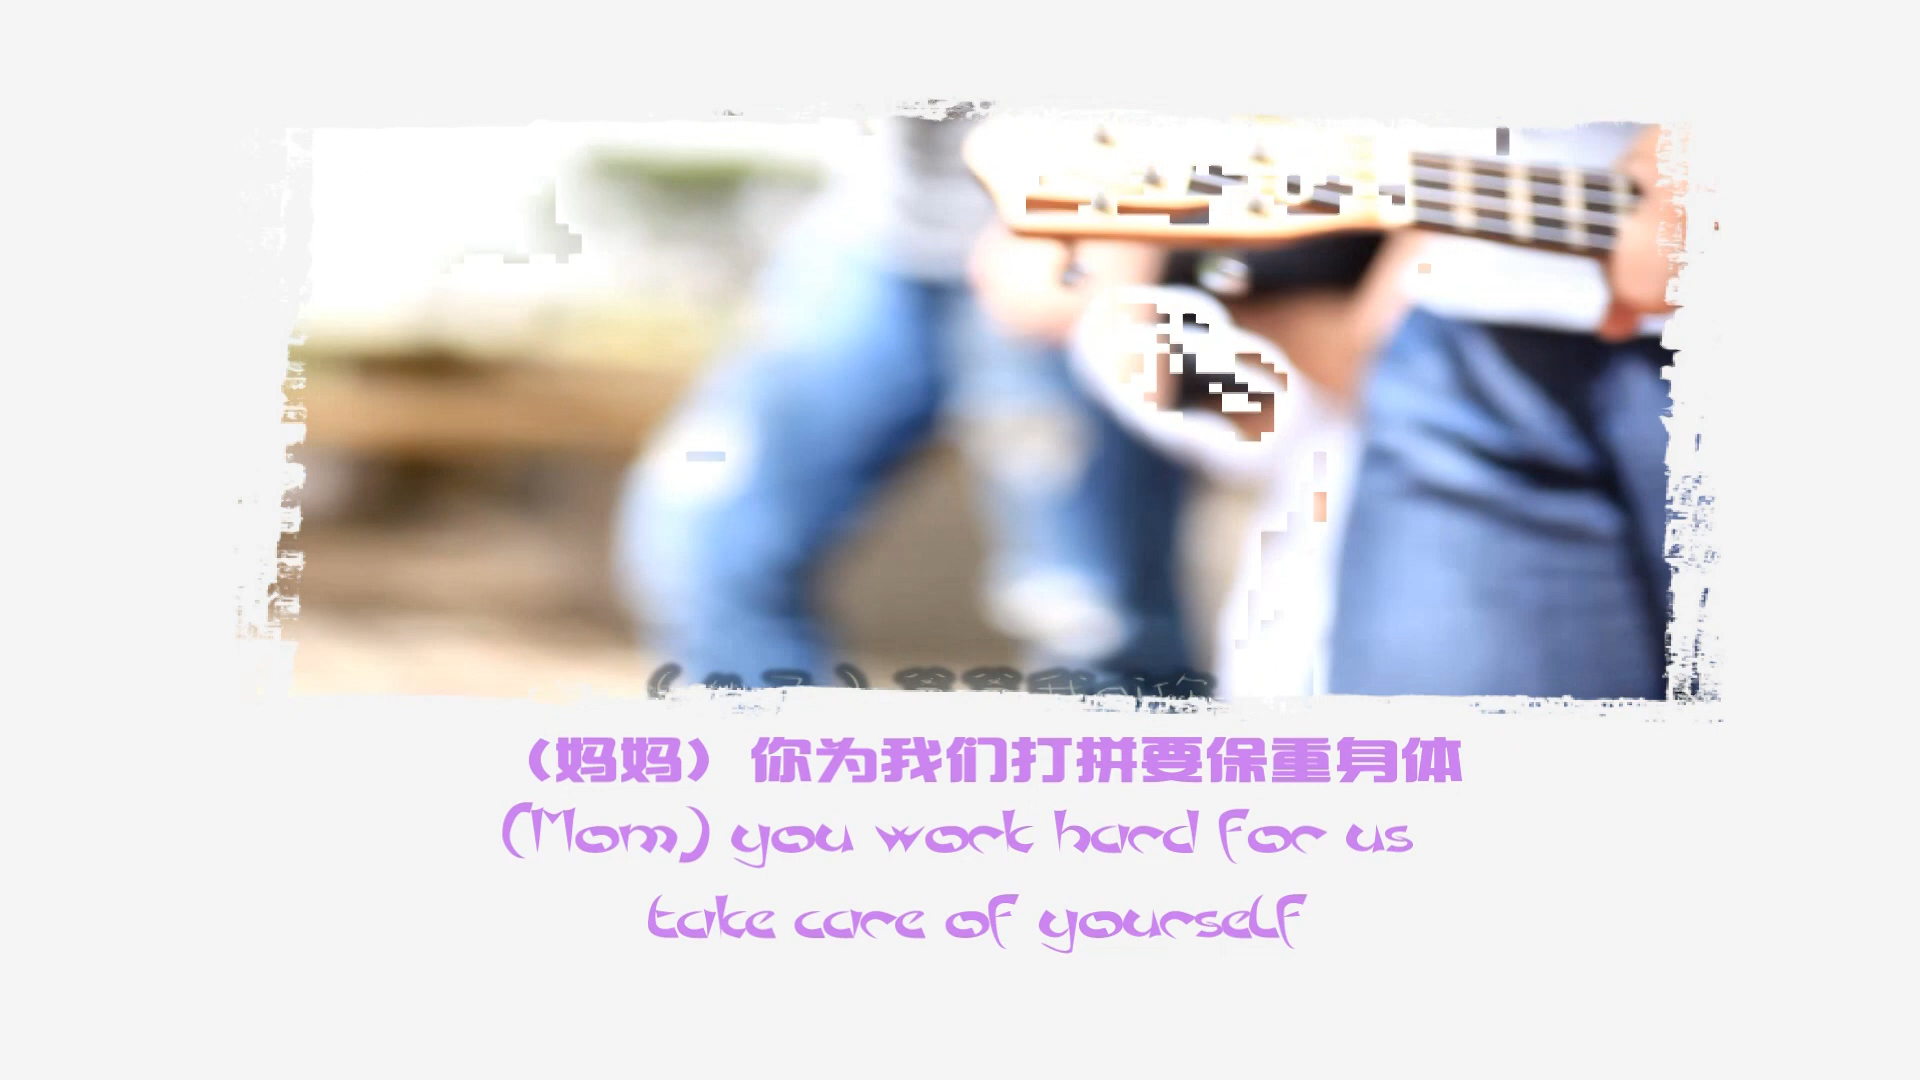 （妈妈） 你为我们打拼要保重身体
(Mom) you work hard for us
take care of yourself